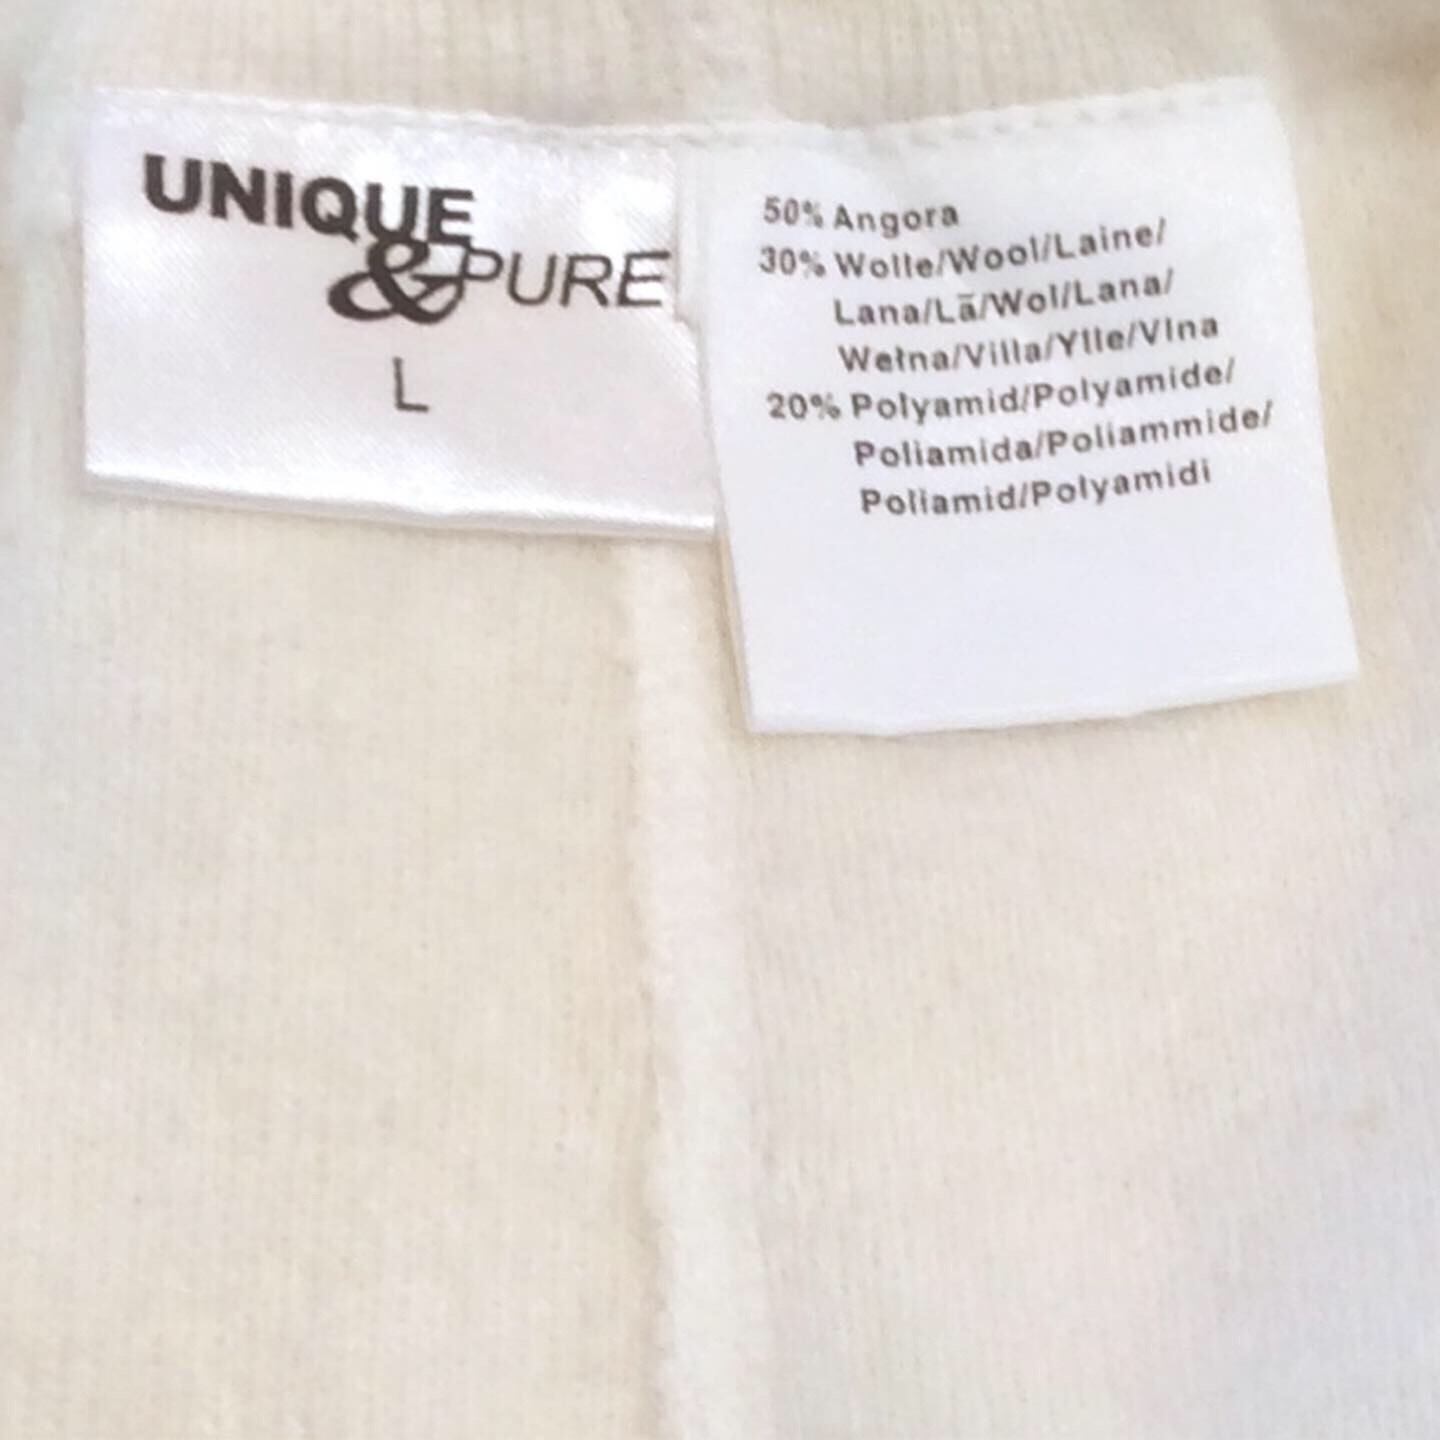 UNIQUE
&PURE
L
50% Angora
30% Wolle/Wool/Laine/
Lana/Lã/Wol/Lana/
Wełna/Villa/Ylle/Vlna
20% Polyamid/Polyamide/
Poliamida/Poliammide/
Poliamid/Polyamidi